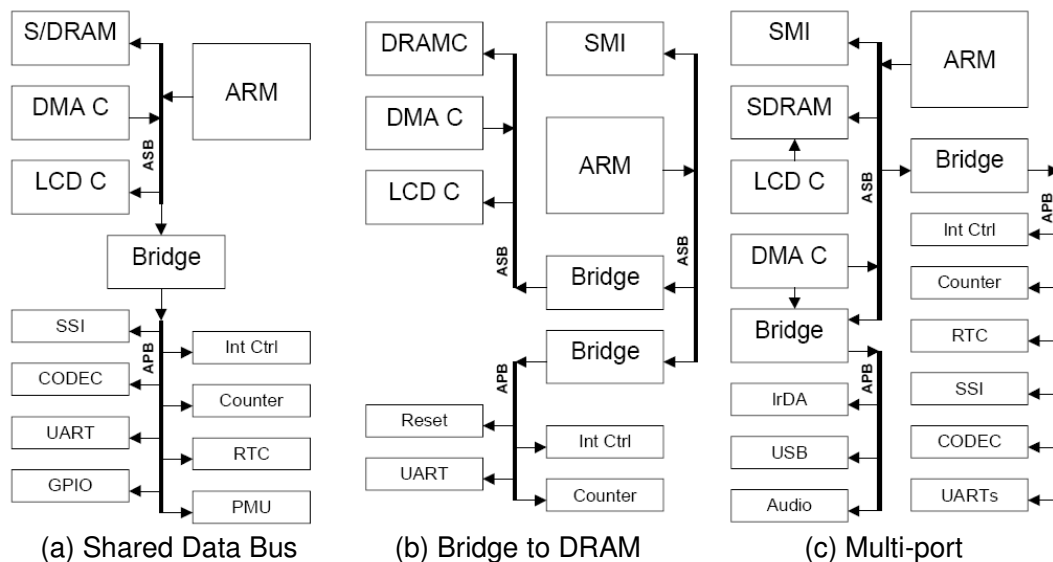 S/DRAM
DMA C
ARM
LCD C
ASB
Bridge
SSI
APB
Int Ctrl
CODEC
Counter
UART
RTC
GPIO
PMU
(a) Shared Data Bus
DRAMC
SMI
DMA C
ARM
LCD C
ASB
ASB
Bridge
Bridge
APB
Reset
Int Ctrl
UART
Counter
(b) Bridge to DRAM
SMI
ARM
SDRAM
Bridge
LCD C
ASB
APB
Int Ctrl
DMA C
Counter
Bridge
RTC
APB
IrDA
SSI
USB
CODEC
Audio
UARTs
(c) Multi-port